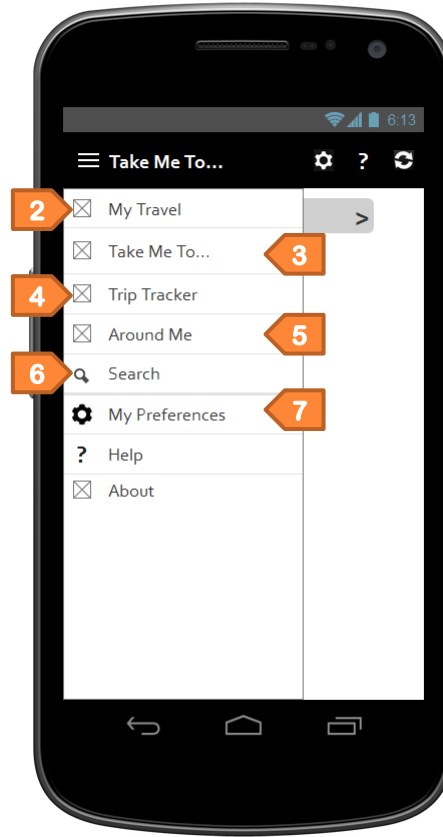 6:13
Take Me To... ?
2 My Travel >
Take Me To... 3
4 Trip Tracker
Around Me 5
6 Search
My Preferences 7
? Help
About